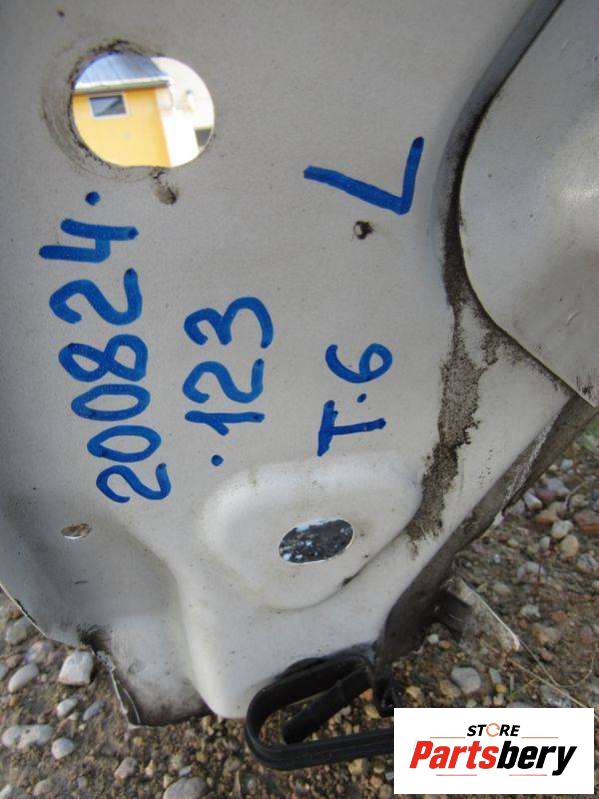 200824.
.123
T.6
L
STORE
Partsbery